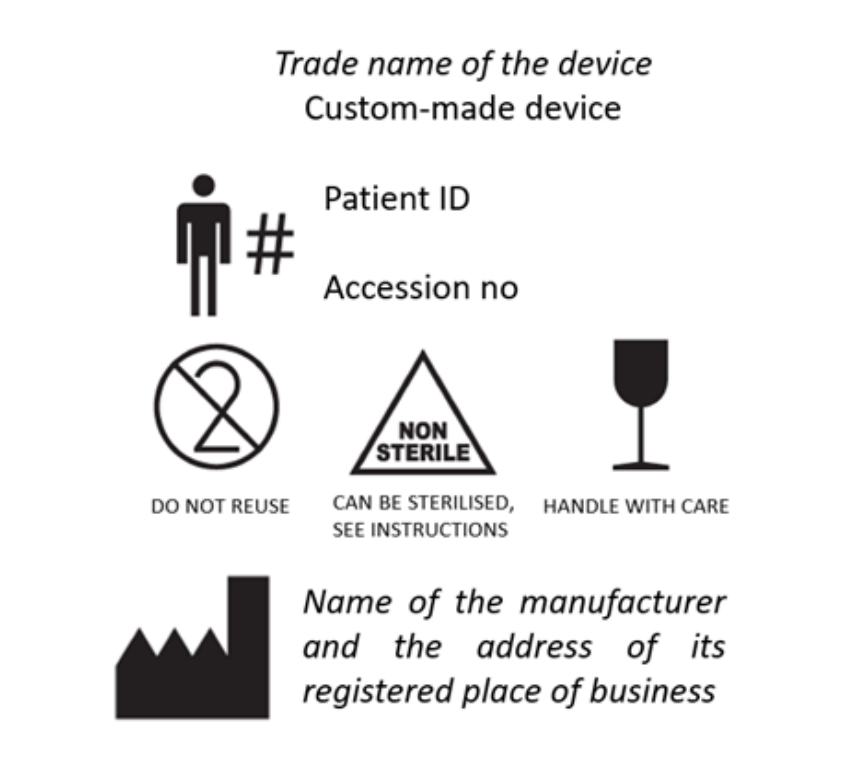 Trade name of the device
Custom-made device
Patient ID
#
Accession no
2
NON
STERILE
DO NOT REUSE
CAN BE STERILISED,
SEE INSTRUCTIONS
HANDLE WITH CARE
Name of the manufacturer
and the address of its
registered place of business